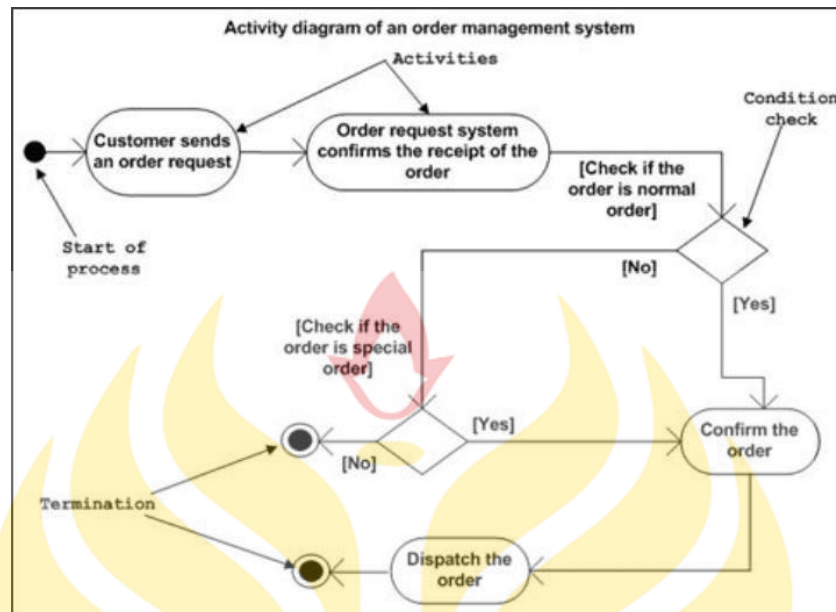 Activity diagram of an order management system
Activities
Condition
check
Customer sends
an order request
Order request system
confirms the receipt of the
order
[Check if the
order is normal
order]
Start of
process
[No]
[Yes]
[Check if the
order is special
order]
[Yes]
[No]
Confirm the
order
Termination
Dispatch the
order